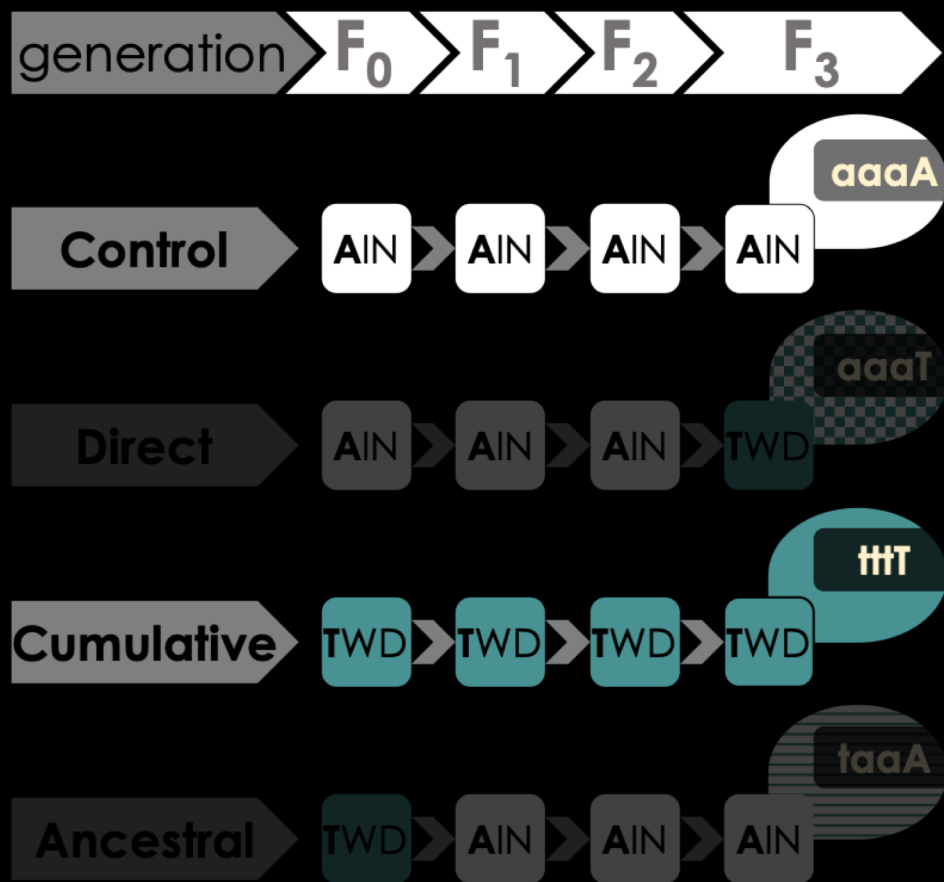 generation F0 F1 F2 F3
aaaA
Control AIN AIN AIN AIN
aaaT
Direct AIN AIN AIN TWD
tttT
Cumulative TWD TWD TWD TWD
taaA
Ancestral TWD AIN AIN AIN